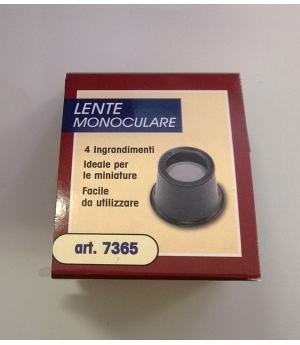 LENTE
MONOCULARE
4 Ingrandimenti
Ideale per
le miniature
Facile
da utilizzare
art. 7365